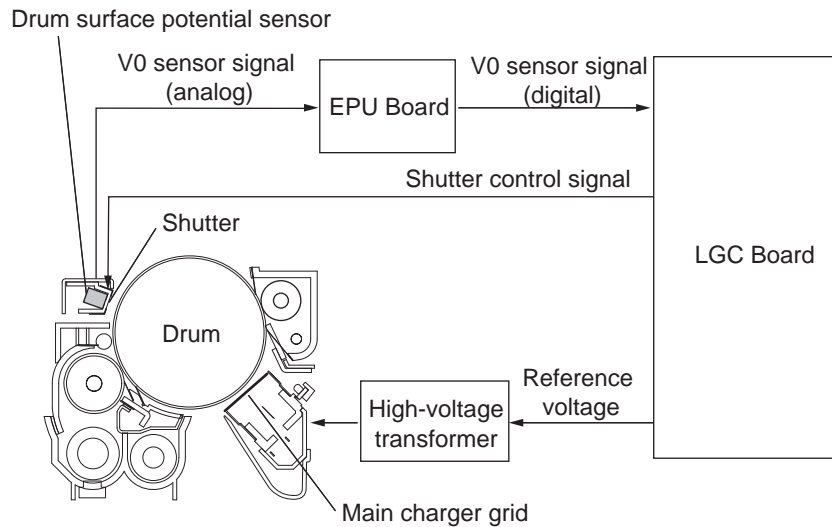 Drum surface potential sensor
V0 sensor signal
(analog)
EPU Board
V0 sensor signal
(digital)
Shutter control signal
Shutter
LGC Board
Drum
Reference
voltage
High-voltage
transformer
Main charger grid